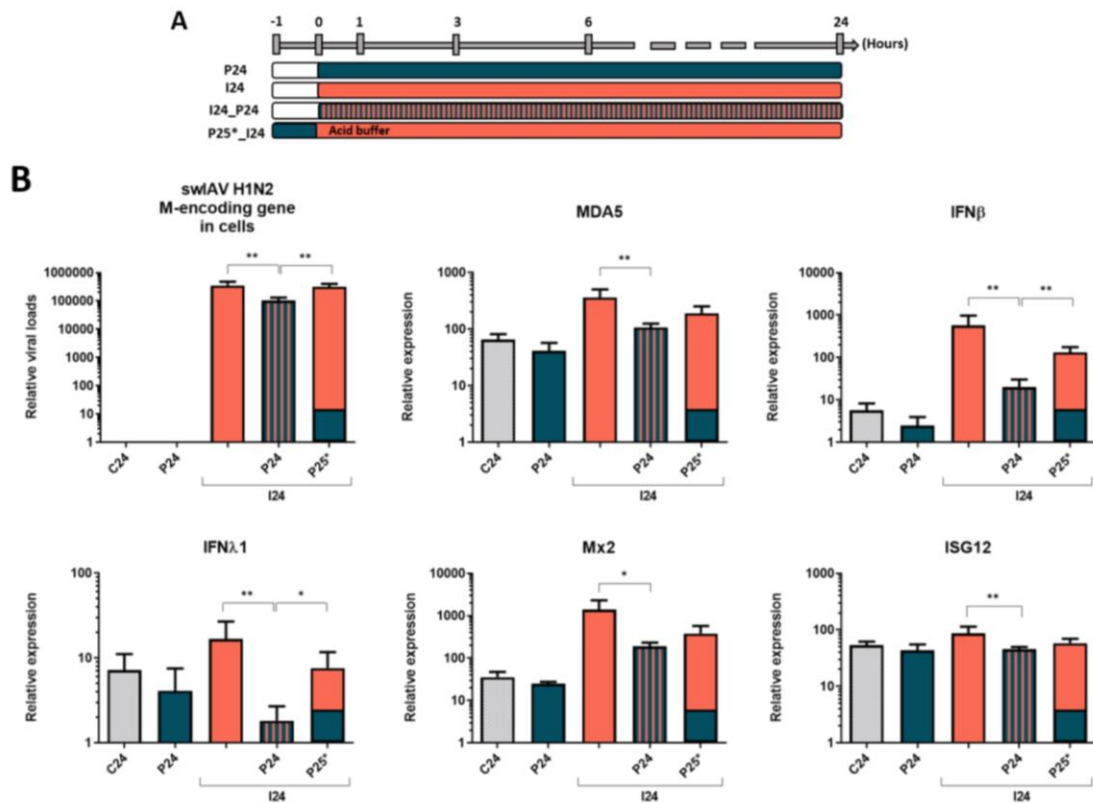 A
-1 0 1 3 6 24
(Hours)
P24
I24
I24_P24
P25*_I24 Acid buffer
B
swIAV H1N2
M-encoding gene
in cells
Relative viral loads
1000000
100000
10000
1000
100
10
1
** **
C24 P24 P24 P25*
I24
MDA5
Relative expression
1000
100
10
1
**
C24 P24 P24 P25*
I24
IFNβ
Relative expression
10000
1000
100
10
1
** **
C24 P24 P24 P25*
I24
IFNλ1
Relative expression
100
10
1
** *
C24 P24 P24 P25*
I24
Mx2
Relative expression
10000
1000
100
10
1
*
C24 P24 P24 P25*
I24
ISG12
Relative expression
1000
100
10
1
**
C24 P24 P24 P25*
I24